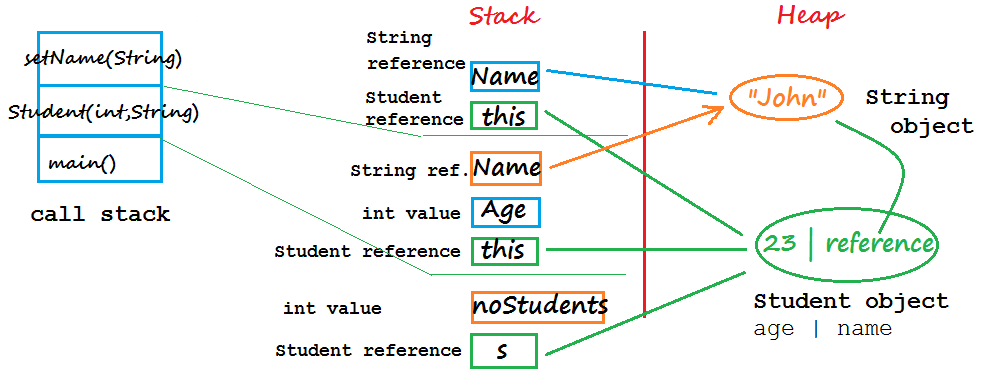 Stack
Heap
setName(String)
Student(int,String)
main()
call stack
String
reference
Name
Student
reference
this
String ref.
Name
int value
Age
Student reference
this
int value
noStudents
Student reference
s
"John"
String
object
23 | reference
Student object
age | name